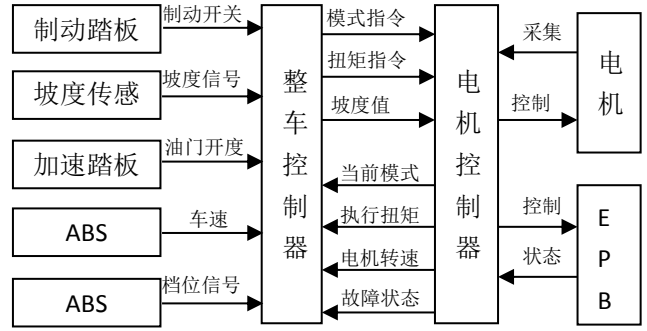 制动踏板
制动开关
坡度传感
坡度信号
加速踏板
油门开度
ABS
车速
ABS
档位信号
整车控制器
模式指令
扭矩指令
坡度值
当前模式
执行扭矩
电机转速
故障状态
电机控制器
采集
控制
电机
控制
状态
EPB